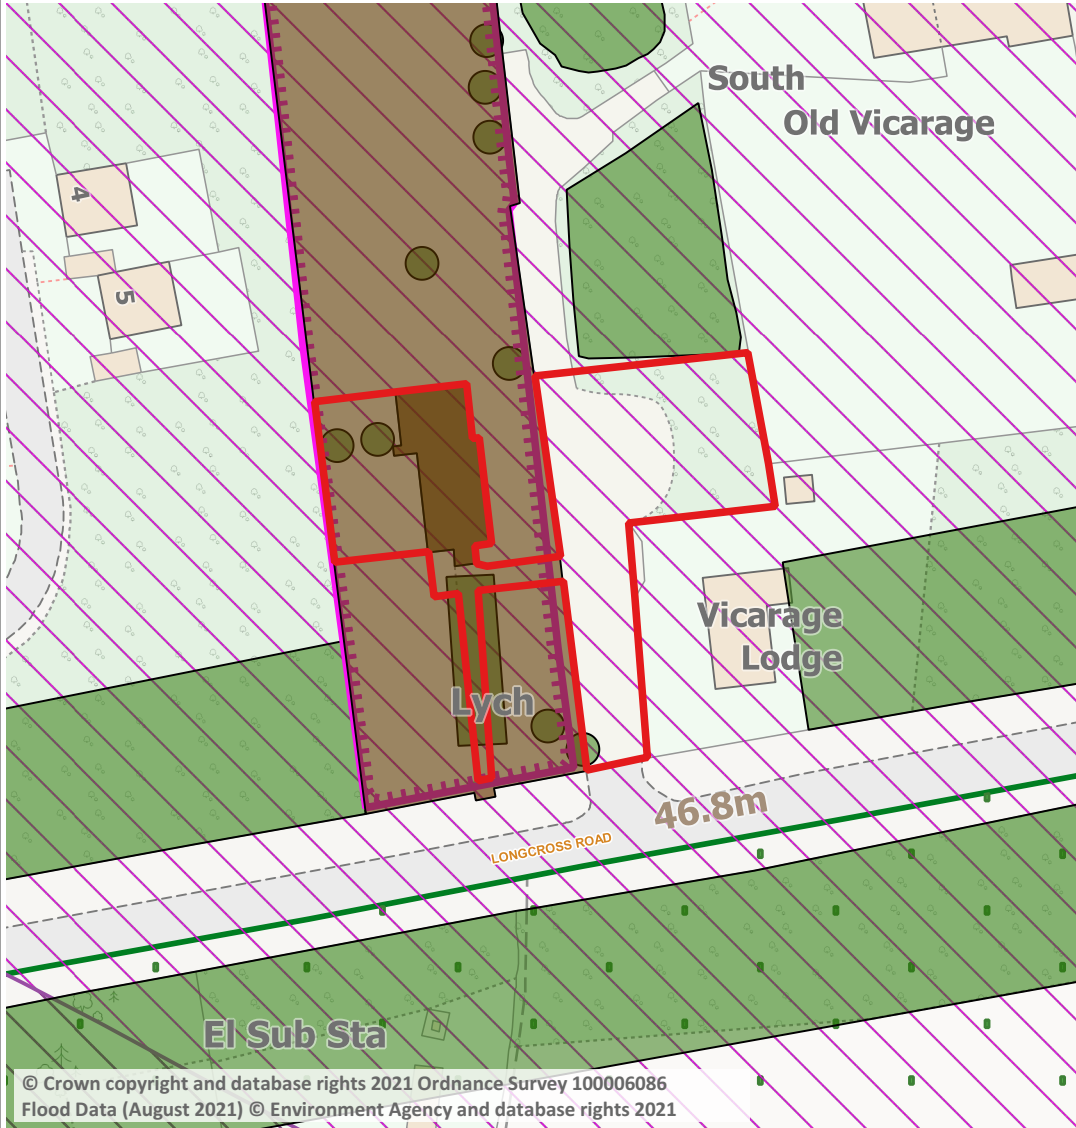 South
Old Vicarage
4
5
Vicarage
Lodge
Lych
46.8m
LONGCROSS ROAD
El Sub Sta
© Crown copyright and database rights 2021 Ordnance Survey 100006086
Flood Data (August 2021) © Environment Agency and database rights 2021